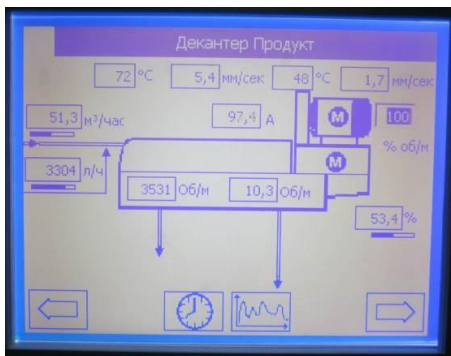 Декантер Продукт
72 °C 5,4 мм/сек 48 °C 1,7 мм/сек
51,3 м³/час 97,4 А М 100
% об/м
М
3304 л/ч
3531 Об/м 10,3 Об/м
53,4 %